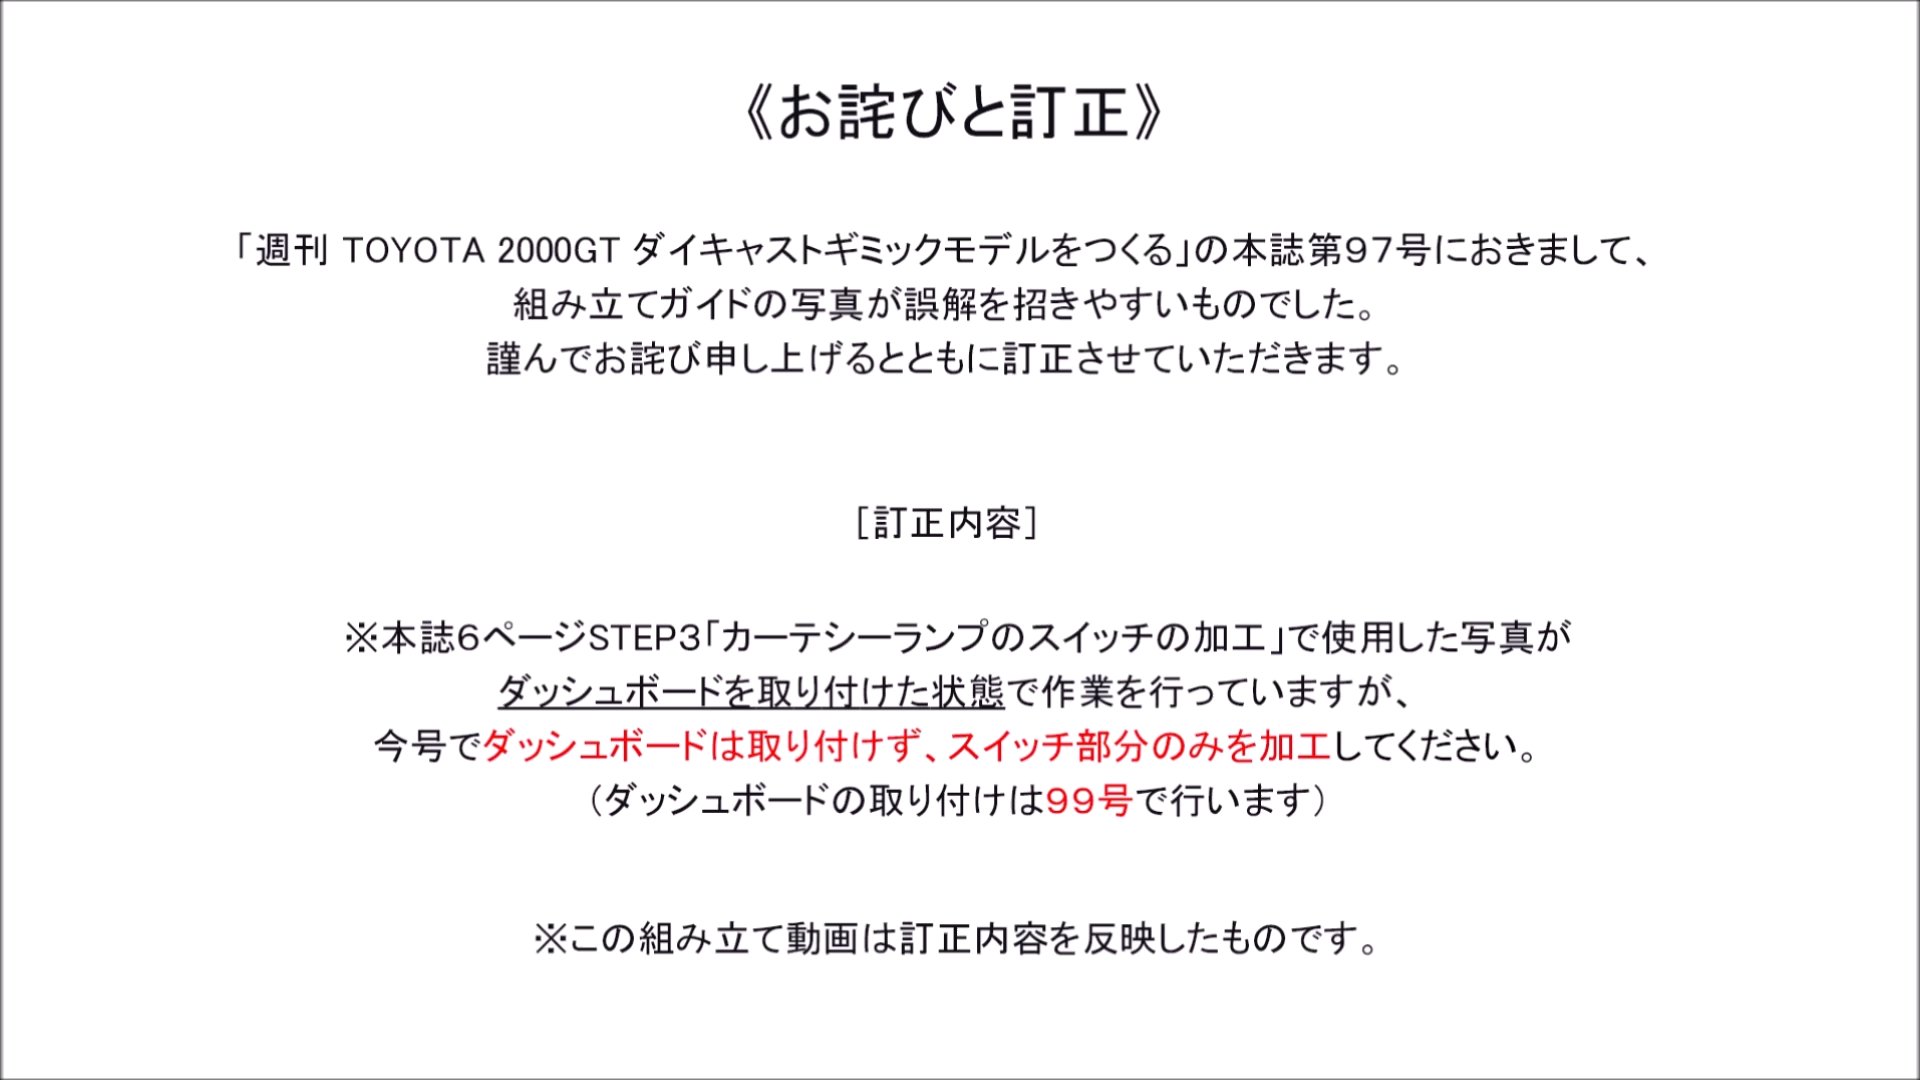 《お詫びと訂正》
「週刊 TOYOTA 2000GT ダイキャストギミックモデルをつくる」の本誌第97号におきまして、
組み立てガイドの写真が誤解を招きやすいものでした。
謹んでお詫び申し上げるとともに訂正させていただきます。
[訂正内容]
※本誌6ページSTEP3「カーテシーランプのスイッチの加工」で使用した写真が
ダッシュボードを取り付けた状態で作業を行っていますが、
今号でダッシュボードは取り付けず、スイッチ部分のみを加工してください。
（ダッシュボードの取り付けは99号で行います）
※この組み立て動画は訂正内容を反映したものです。